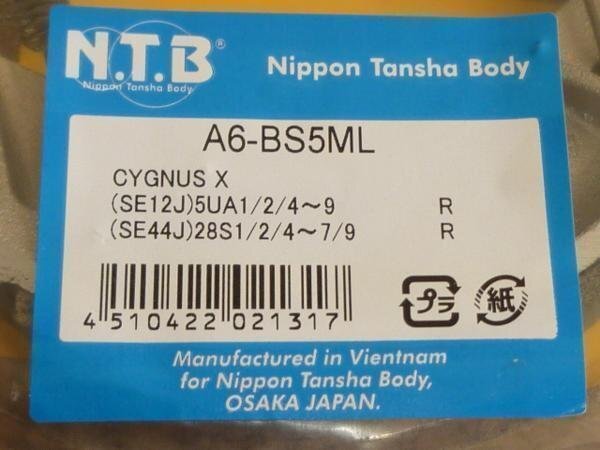 N.T.B®
Nippon Tansha Body
Nippon Tansha Body
A6-BS5ML
CYGNUS X
(SE12J)5UA1/2/4～9 R
(SE44J)28S1/2/4～7/9 R
4 510422 021317
プラ
紙
Manufactured in Vientnam
for Nippon Tansha Body,
OSAKA JAPAN.